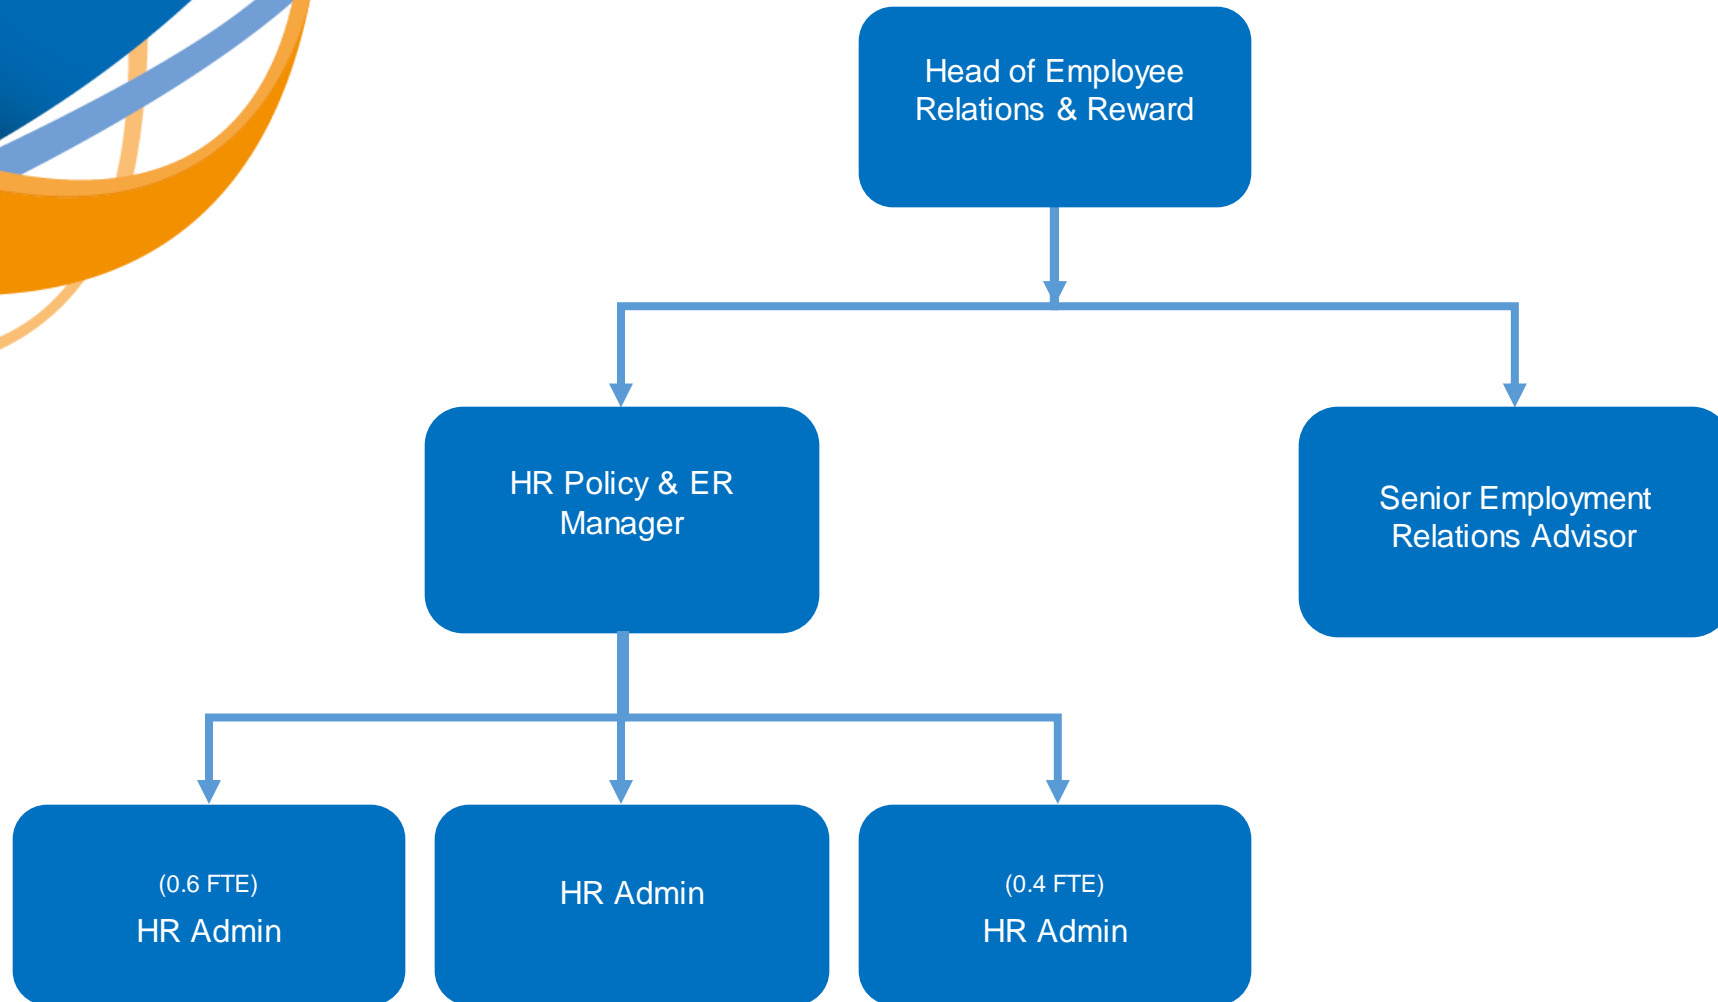 Head of Employee
Relations & Reward
HR Policy & ER
Manager
Senior Employment
Relations Advisor
(0.6 FTE)
HR Admin
HR Admin
(0.4 FTE)
HR Admin